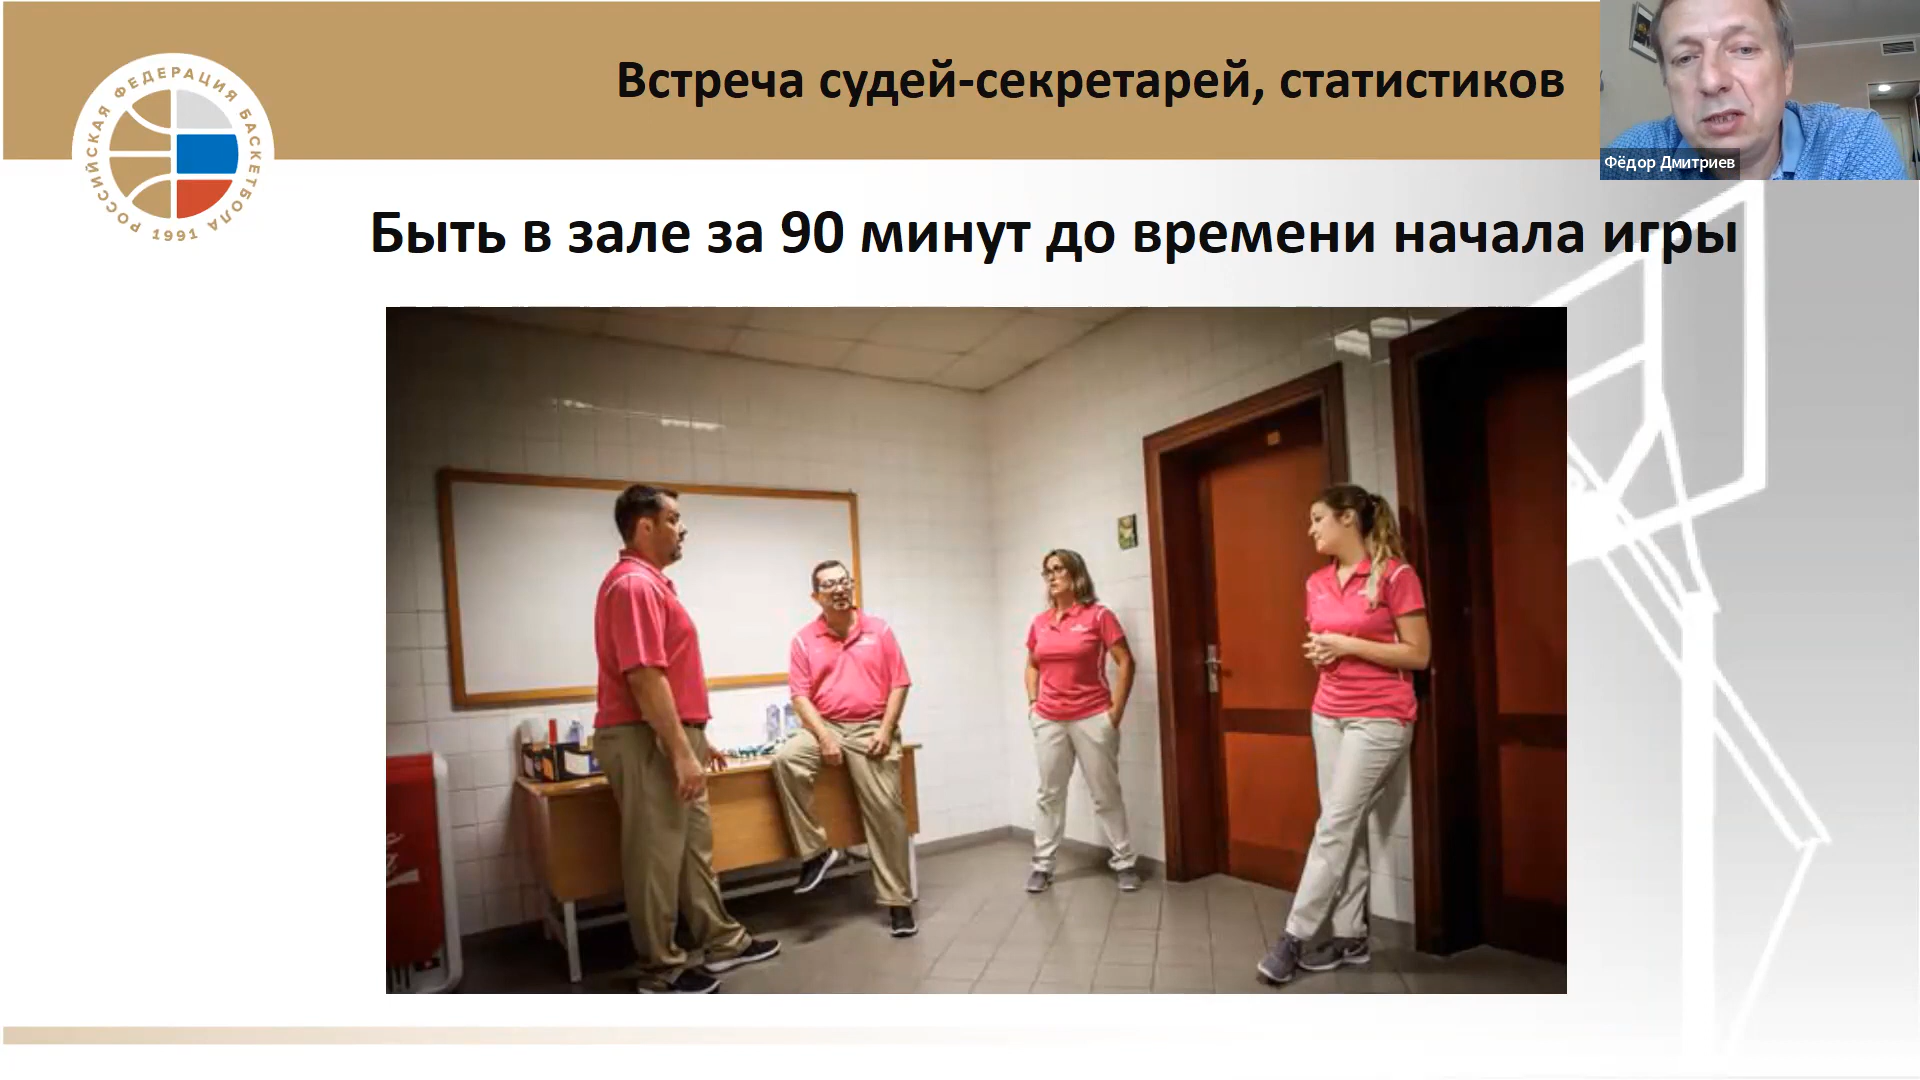 Встреча судей-секретарей, статистиков
Фёдор Дмитриев
РОССИЙСКАЯ ФЕДЕРАЦИЯ БАСКЕТБОЛА
1991
Быть в зале за 90 минут до времени начала игры